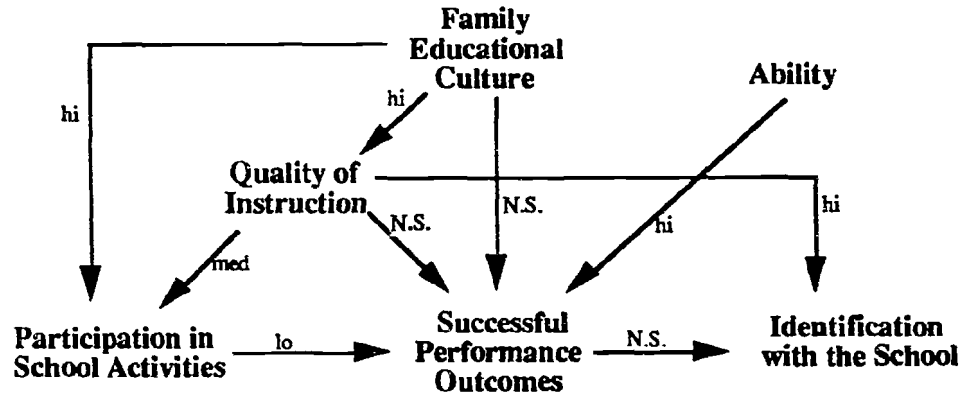 Family
Educational
Culture
Ability
hi
hi
Quality of
Instruction
N.S.
N.S.
hi
hi
med
Participation in
School Activities
lo
Successful
Performance
Outcomes
N.S.
Identification
with the School